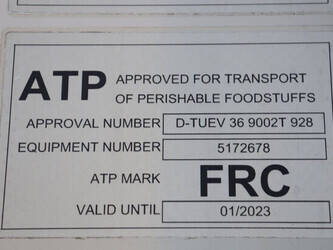 ATP APPROVED FOR TRANSPORT
OF PERISHABLE FOODSTUFFS
APPROVAL NUMBER D-TUEV 36 9002T 928
EQUIPMENT NUMBER 5172678
ATP MARK FRC
VALID UNTIL 01/2023